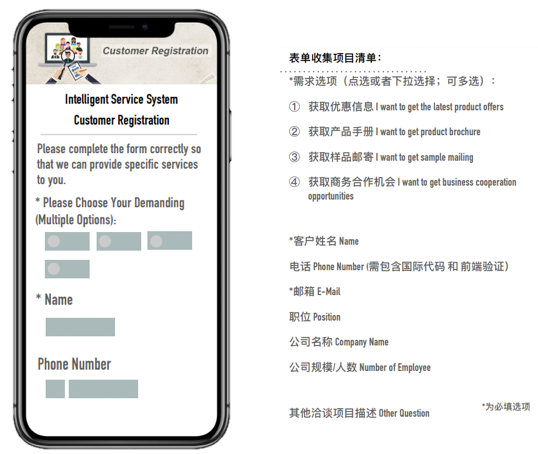 Customer Registration
Intelligent Service System
Customer Registration
Please complete the form correctly so
that we can provide specific services
to you.
* Please Choose Your Demanding
(Multiple Options):
* Name
Phone Number
表单收集项目清单：
*需求选项（点选或者下拉选择；可多选）：
① 获取优惠信息 I want to get the latest product offers
② 获取产品手册 I want to get product brochure
③ 获取样品邮寄 I want to get sample mailing
④ 获取商务合作机会 I want to get business cooperation
opportunities
*客户姓名 Name
电话 Phone Number (需包含国际代码 和 前端验证)
*邮箱 E-Mail
职位 Position
公司名称 Company Name
公司规模/人数 Number of Employee
其他洽谈项目描述 Other Question
*为必填选项